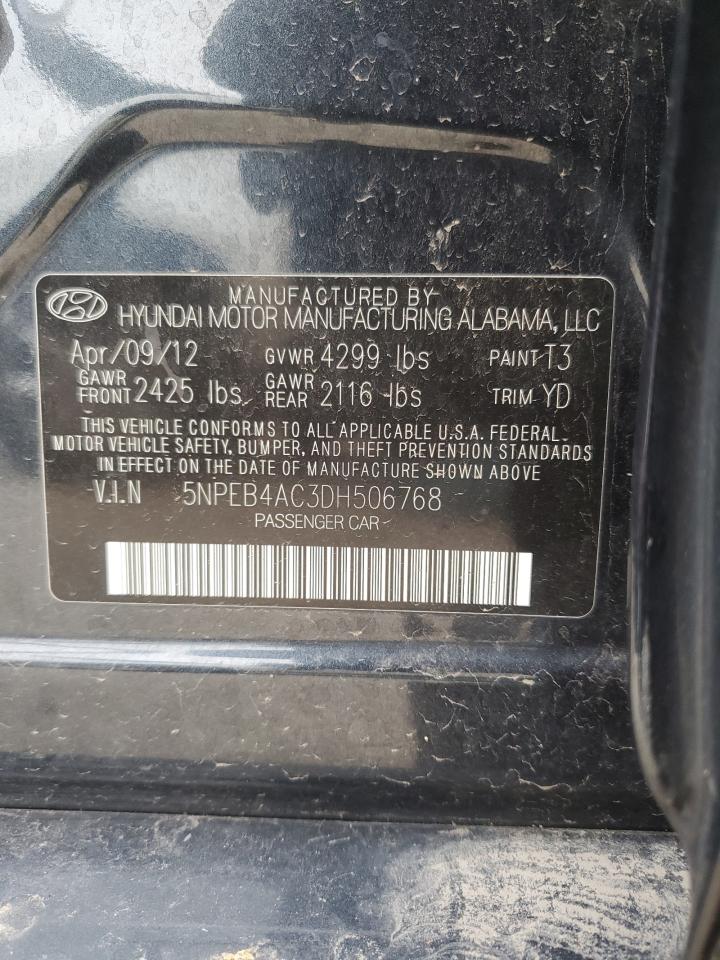 MANUFACTURED BY
HYUNDAI MOTOR MANUFACTURING ALABAMA, LLC
Apr/09/12 GVWR 4299 lbs PAINT T3
GAWR FRONT 2425 lbs GAWR REAR 2116 lbs TRIM YD
THIS VEHICLE CONFORMS TO ALL APPLICABLE U.S.A. FEDERAL
MOTOR VEHICLE SAFETY, BUMPER, AND THEFT PREVENTION STANDARDS
IN EFFECT ON THE DATE OF MANUFACTURE SHOWN ABOVE
V.I.N 5NPEB4AC3DH506768
PASSENGER CAR